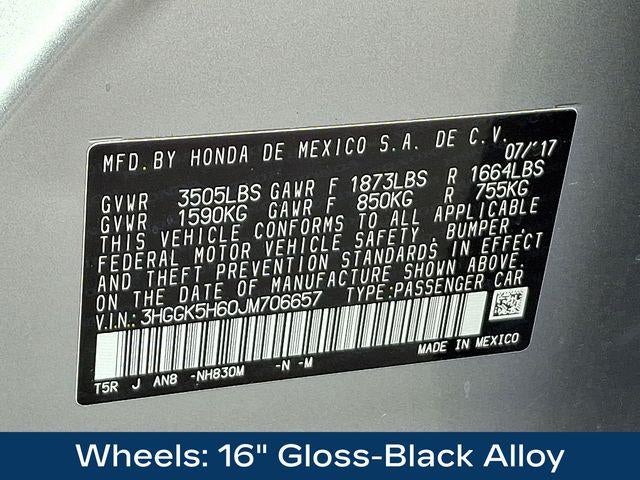 MFD. BY HONDA DE MEXICO S.A. DE C.V. 07/'17
GVWR 3505LBS GAWR F 1873LBS R 1664LBS
GVWR 1590KG GAWR F 850KG R 755KG
THIS VEHICLE CONFORMS TO ALL APPLICABLE
FEDERAL MOTOR VEHICLE SAFETY, BUMPER,
AND THEFT PREVENTION STANDARDS IN EFFECT
ON THE DATE OF MANUFACTURE SHOWN ABOVE.
V.IN.: 3HGGK5H60JM706657 TYPE:PASSENGER CAR
T5R J AN8 -NH830M -N -M MADE IN MEXICO
Wheels: 16" Gloss-Black Alloy